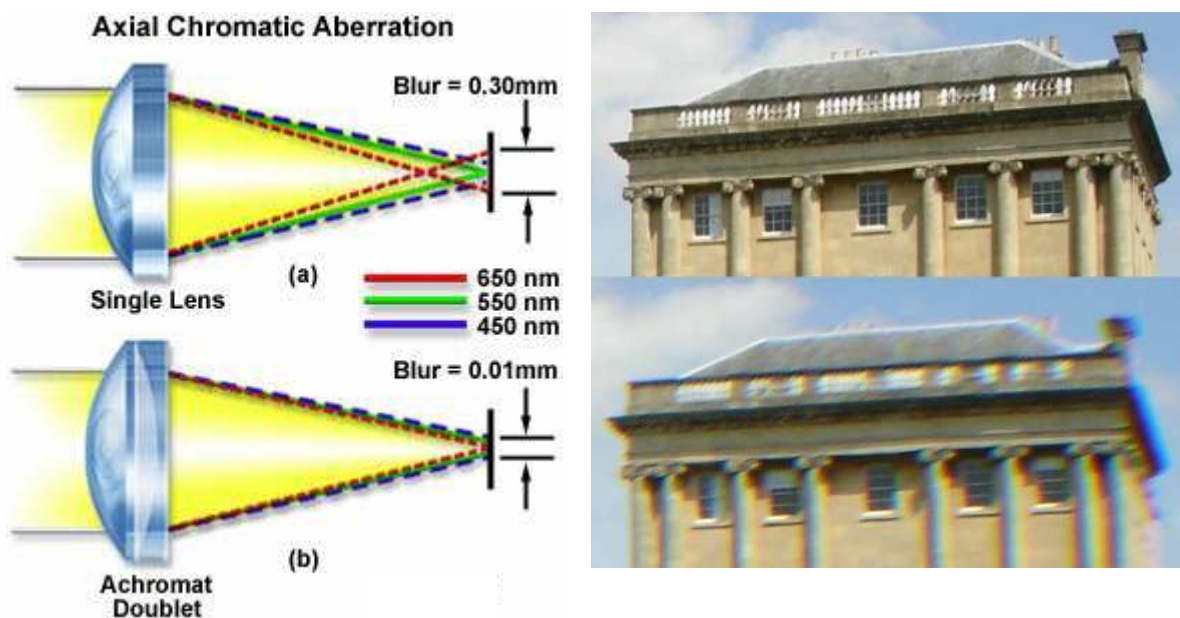 Axial Chromatic Aberration
Blur = 0.30mm
(a)
Single Lens
650 nm
550 nm
450 nm
Blur = 0.01mm
(b)
Achromat
Doublet